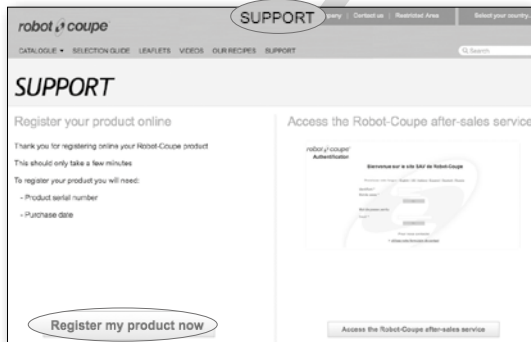 SUPPORT
Company | Contact us | Restricted Area
Select your country...
robot coupe
CATALOGUE SELECTION GUIDE LEAFLETS VIDEOS OUR RECIPES SUPPORT
Search
SUPPORT
Register your product online
Thank you for registering online your Robot-Coupe product
This should only take a few minutes
To register your product you will need:
- Product serial number
- Purchase date
Register my product now
Access the Robot-Coupe after-sales service
robot coupe
Authentification
Bienvenue sur le site SAV de Robot-Coupe
Access the Robot-Coupe after-sales service